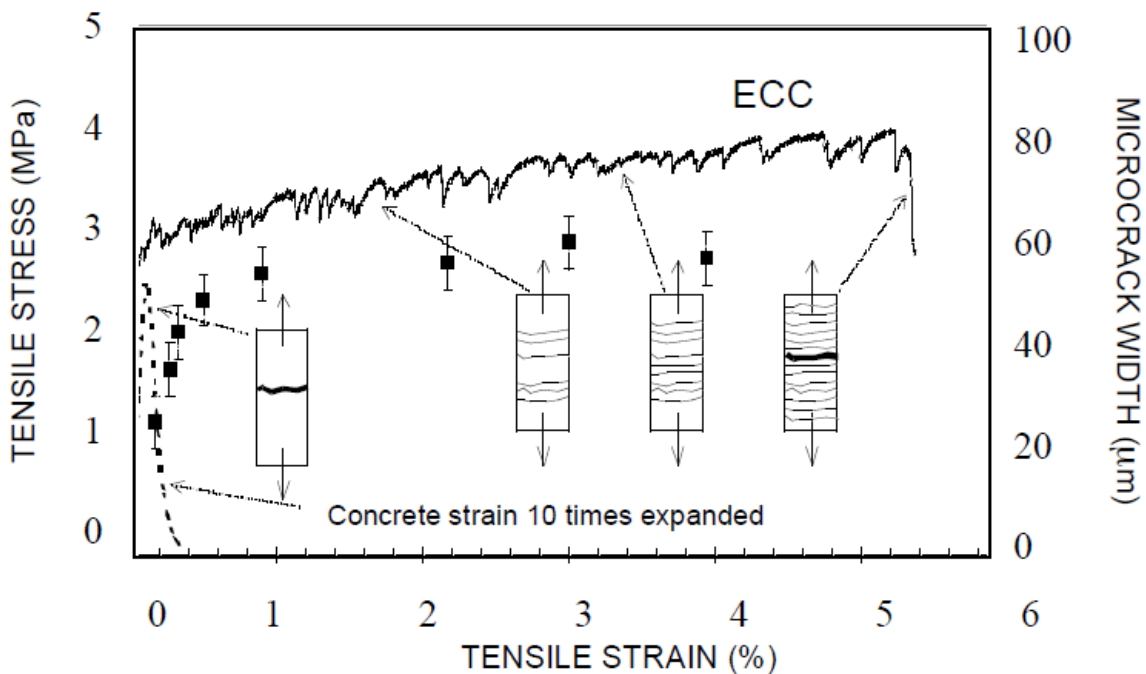 5
4
3
2
1
0
TENSILE STRESS (MPa)
ECC
Concrete strain 10 times expanded
100
80
60
40
20
0
MICROCRACK WIDTH (μm)
0 1 2 3 4 5 6
TENSILE STRAIN (%)